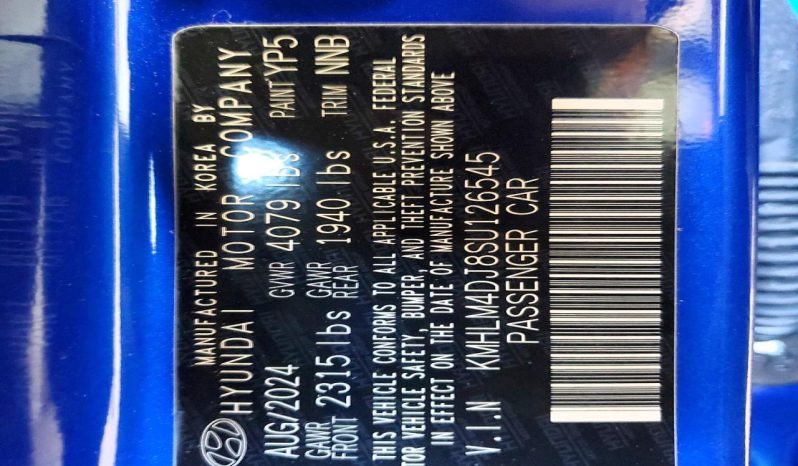 MANUFACTURED IN KOREA BY
HYUNDAI MOTOR COMPANY
AUG/2024 GVWR 4079 lbs PAINT YP5
GAWR FRONT 2315 lbs GAWR REAR 1940 lbs TRIM NNB
THIS VEHICLE CONFORMS TO ALL APPLICABLE U.S.A. FEDERAL
TOR VEHICLE SAFETY, BUMPER, AND THEFT PREVENTION STANDARDS
IN EFFECT ON THE DATE OF MANUFACTURE SHOWN ABOVE
V.I.N KMHLM4DJ8SU126545
PASSENGER CAR